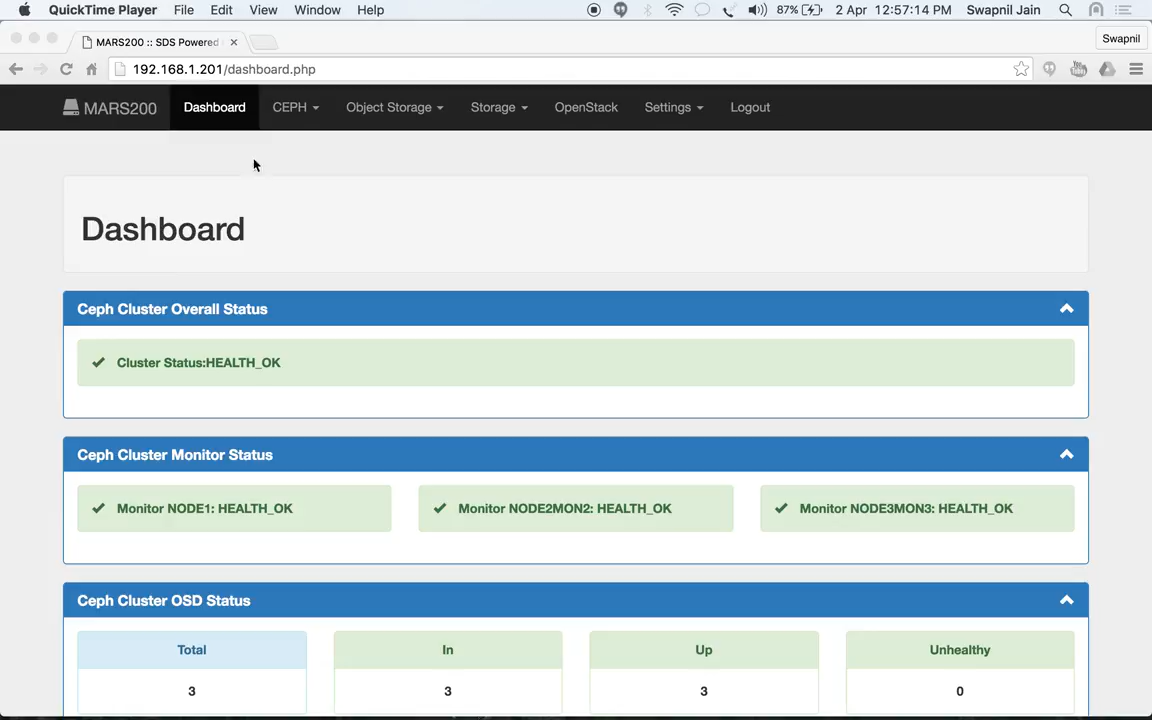 QuickTime Player File Edit View Window Help 87% 2 Apr 12:57:14 PM Swapnil Jain
MARS200 :: SDS Powered
Swapnil
192.168.1.201/dashboard.php
MARS200 Dashboard CEPH Object Storage Storage OpenStack Settings Logout
Dashboard
Ceph Cluster Overall Status
Cluster Status:HEALTH_OK
Ceph Cluster Monitor Status
Monitor NODE1: HEALTH_OK Monitor NODE2MON2: HEALTH_OK Monitor NODE3MON3: HEALTH_OK
Ceph Cluster OSD Status
Total In Up Unhealthy
3 3 3 0